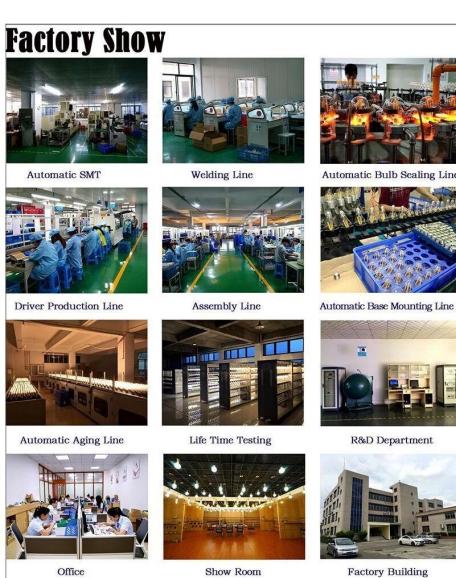 Factory Show
Automatic SMT
Welding Line
Automatic Bulb Sealing Line
Driver Production Line
Assembly Line
Automatic Base Mounting Line
Automatic Aging Line
Life Time Testing
R&D Department
Office
Show Room
Factory Building